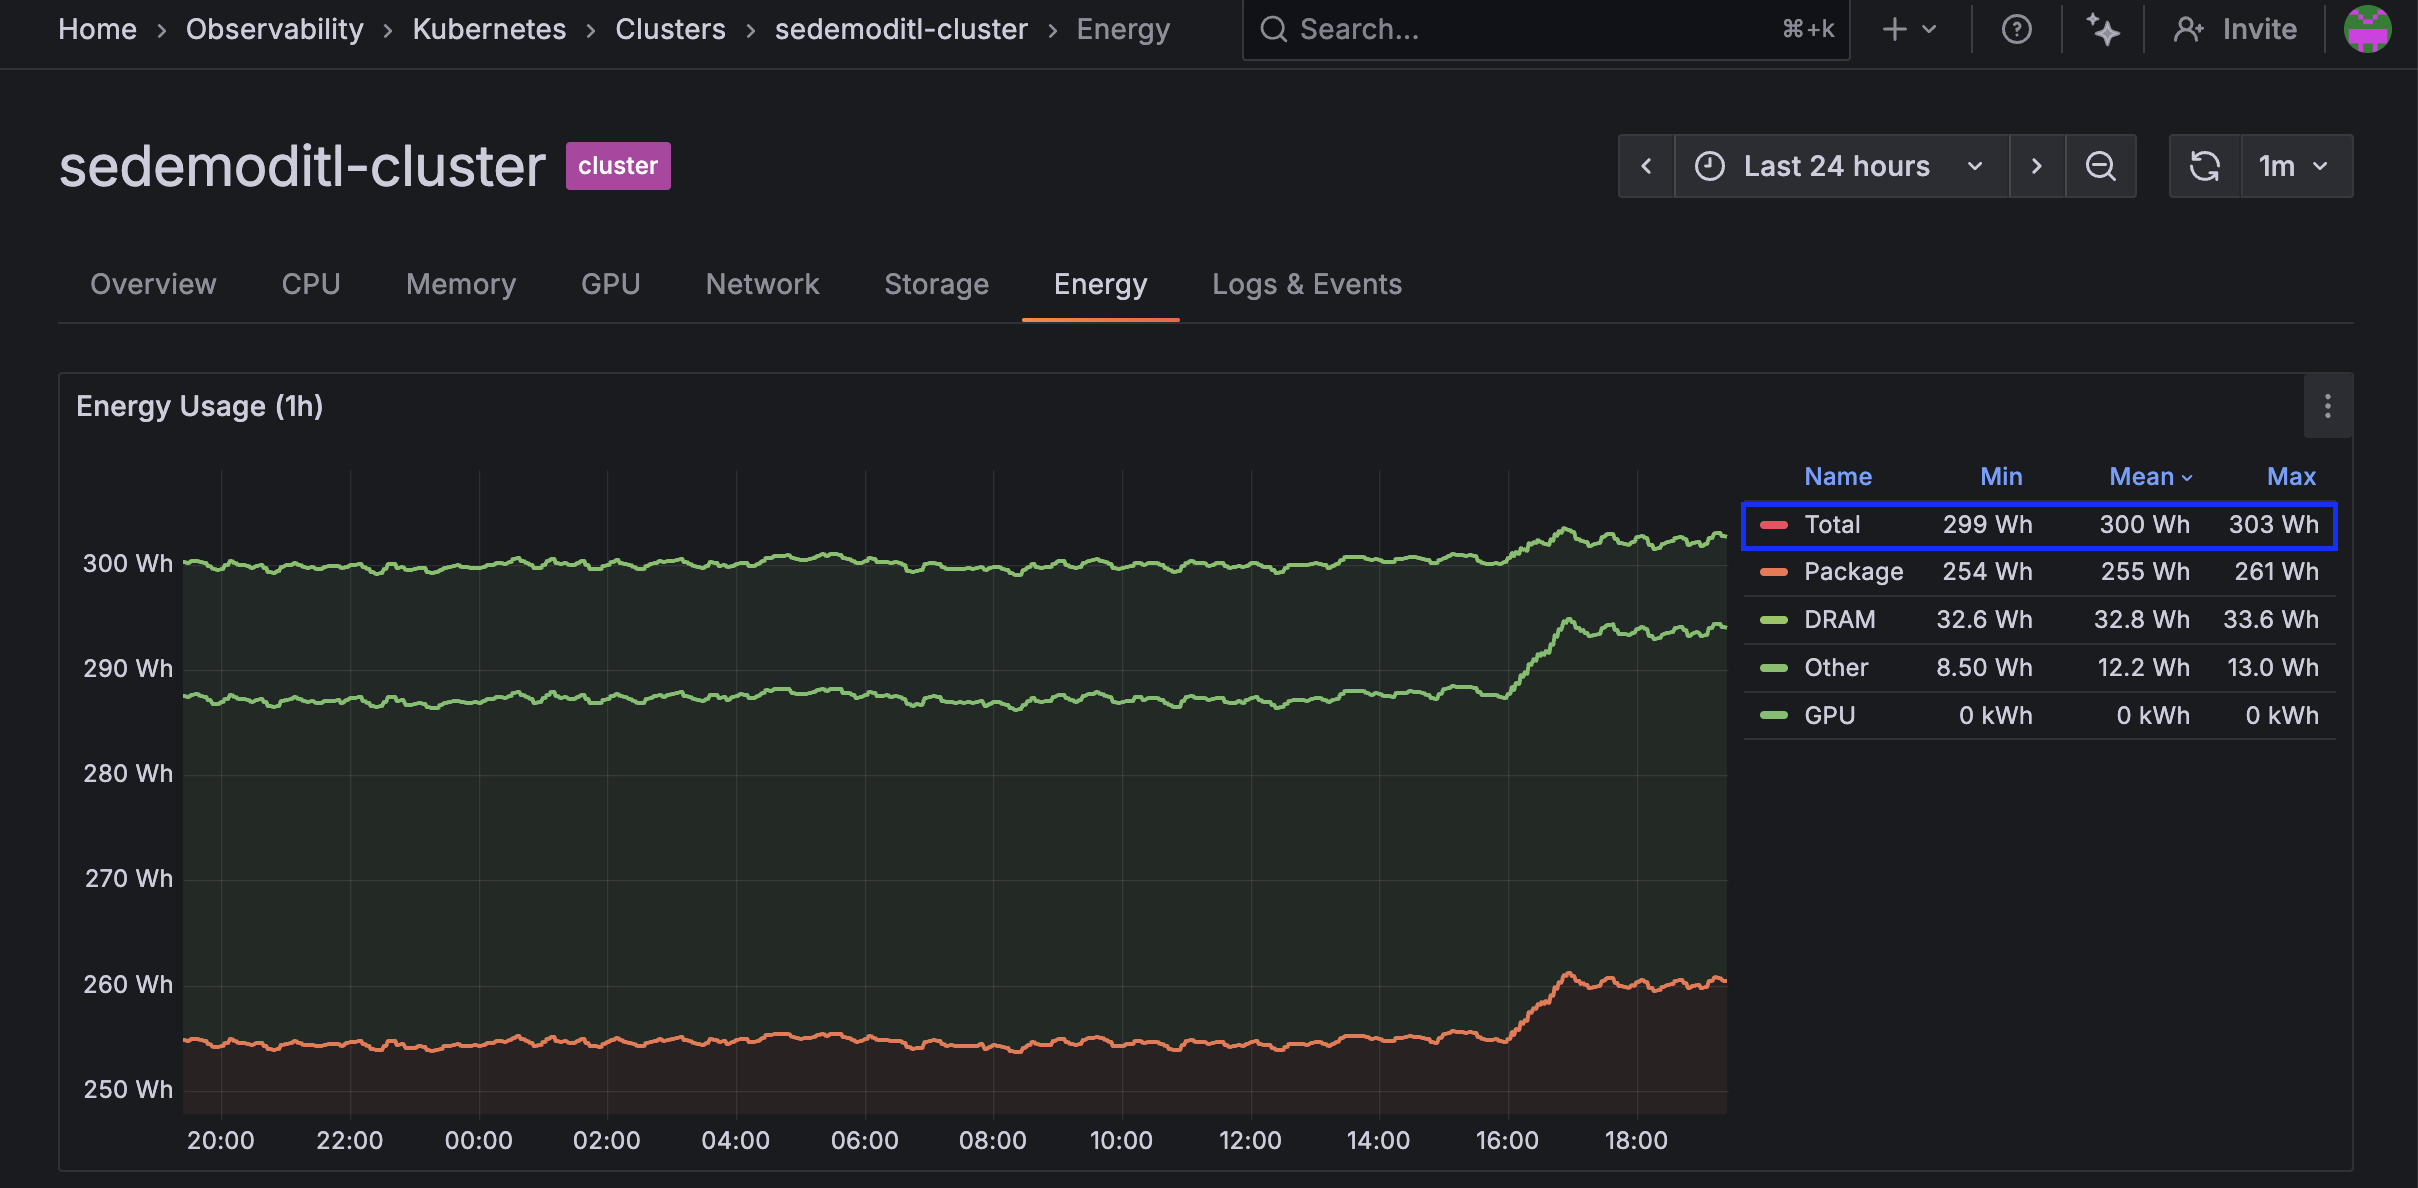 Home › Observability › Kubernetes › Clusters › sedemoditl-cluster › Energy
Search...
⌘+k
Invite
sedemoditl-cluster
cluster
Last 24 hours
1m
Overview
CPU
Memory
GPU
Network
Storage
Energy
Logs & Events
Energy Usage (1h)
300 Wh
290 Wh
280 Wh
270 Wh
260 Wh
250 Wh
20:00
22:00
00:00
02:00
04:00
06:00
08:00
10:00
12:00
14:00
16:00
18:00
Name Min Mean Max
Total 299 Wh 300 Wh 303 Wh
Package 254 Wh 255 Wh 261 Wh
DRAM 32.6 Wh 32.8 Wh 33.6 Wh
Other 8.50 Wh 12.2 Wh 13.0 Wh
GPU 0 kWh 0 kWh 0 kWh